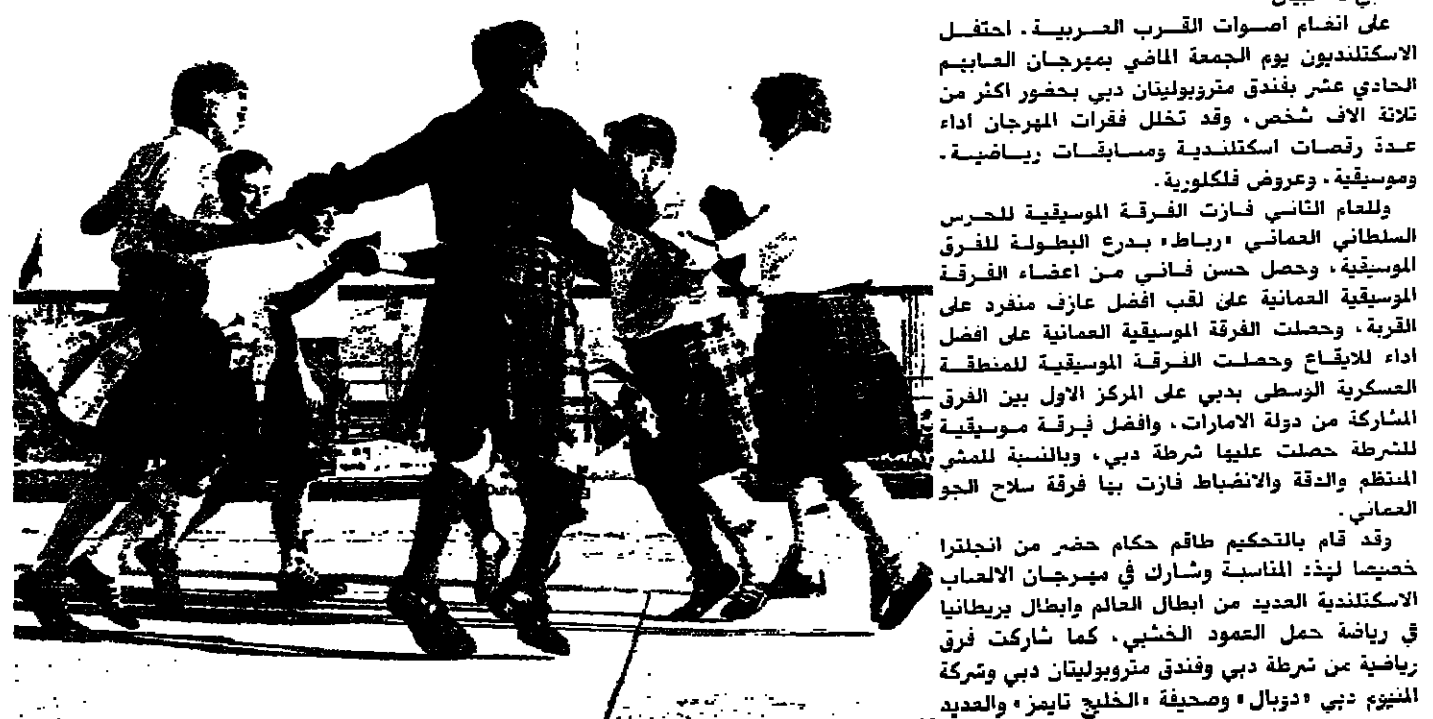 على انغام اصوات القرب العربية. احتفل
الاسكتلنديون يوم الجمعة الماضي بمهرجان العابهم
الحادي عشر بفندق متروبوليتان دبي بحضور اكثر من
ثلاثة الاف شخص، وقد تخلل فقرات المهرجان اداء
عدة رقصات اسكتلندية ومسابقات رياضية.
وموسيقية، وعروض فلكلورية.
وللعام الثاني فازت الفرقة الموسيقية للحرس
السلطاني العماني «رباط» بدرع البطولة للفرق
الموسيقية، وحصل حسن فاني من اعضاء الفرقة
الموسيقية العمانية على لقب افضل عازف منفرد على
القربة، وحصلت الفرقة الموسيقية العمانية على افضل
اداء للايقاع وحصلت الفرقة الموسيقية للمنطقة
العسكرية الوسطى بدبي على المركز الاول بين الفرق
المشاركة من دولة الامارات، وافضل فرقة موسيقية
للشرطة حصلت عليها شرطة دبي، وبالنسبة للمشي
المنتظم والدقة والانضباط فازت بها فرقة سلاح الجو
العماني.
وقد قام بالتحكيم طاقم حكام حضر من انجلترا
خصيصا لهذه المناسبة وشارك في مهرجان الالعاب
الاسكتلندية العديد من ابطال العالم وابطال بريطانيا
في رياضة حمل العمود الخشبي، كما شاركت فرق
رياضية من شرطة دبي وفندق متروبوليتان دبي وشركة
المنيوم دبي «دوبال» وصحيفة «الخليج تايمز» والعديد